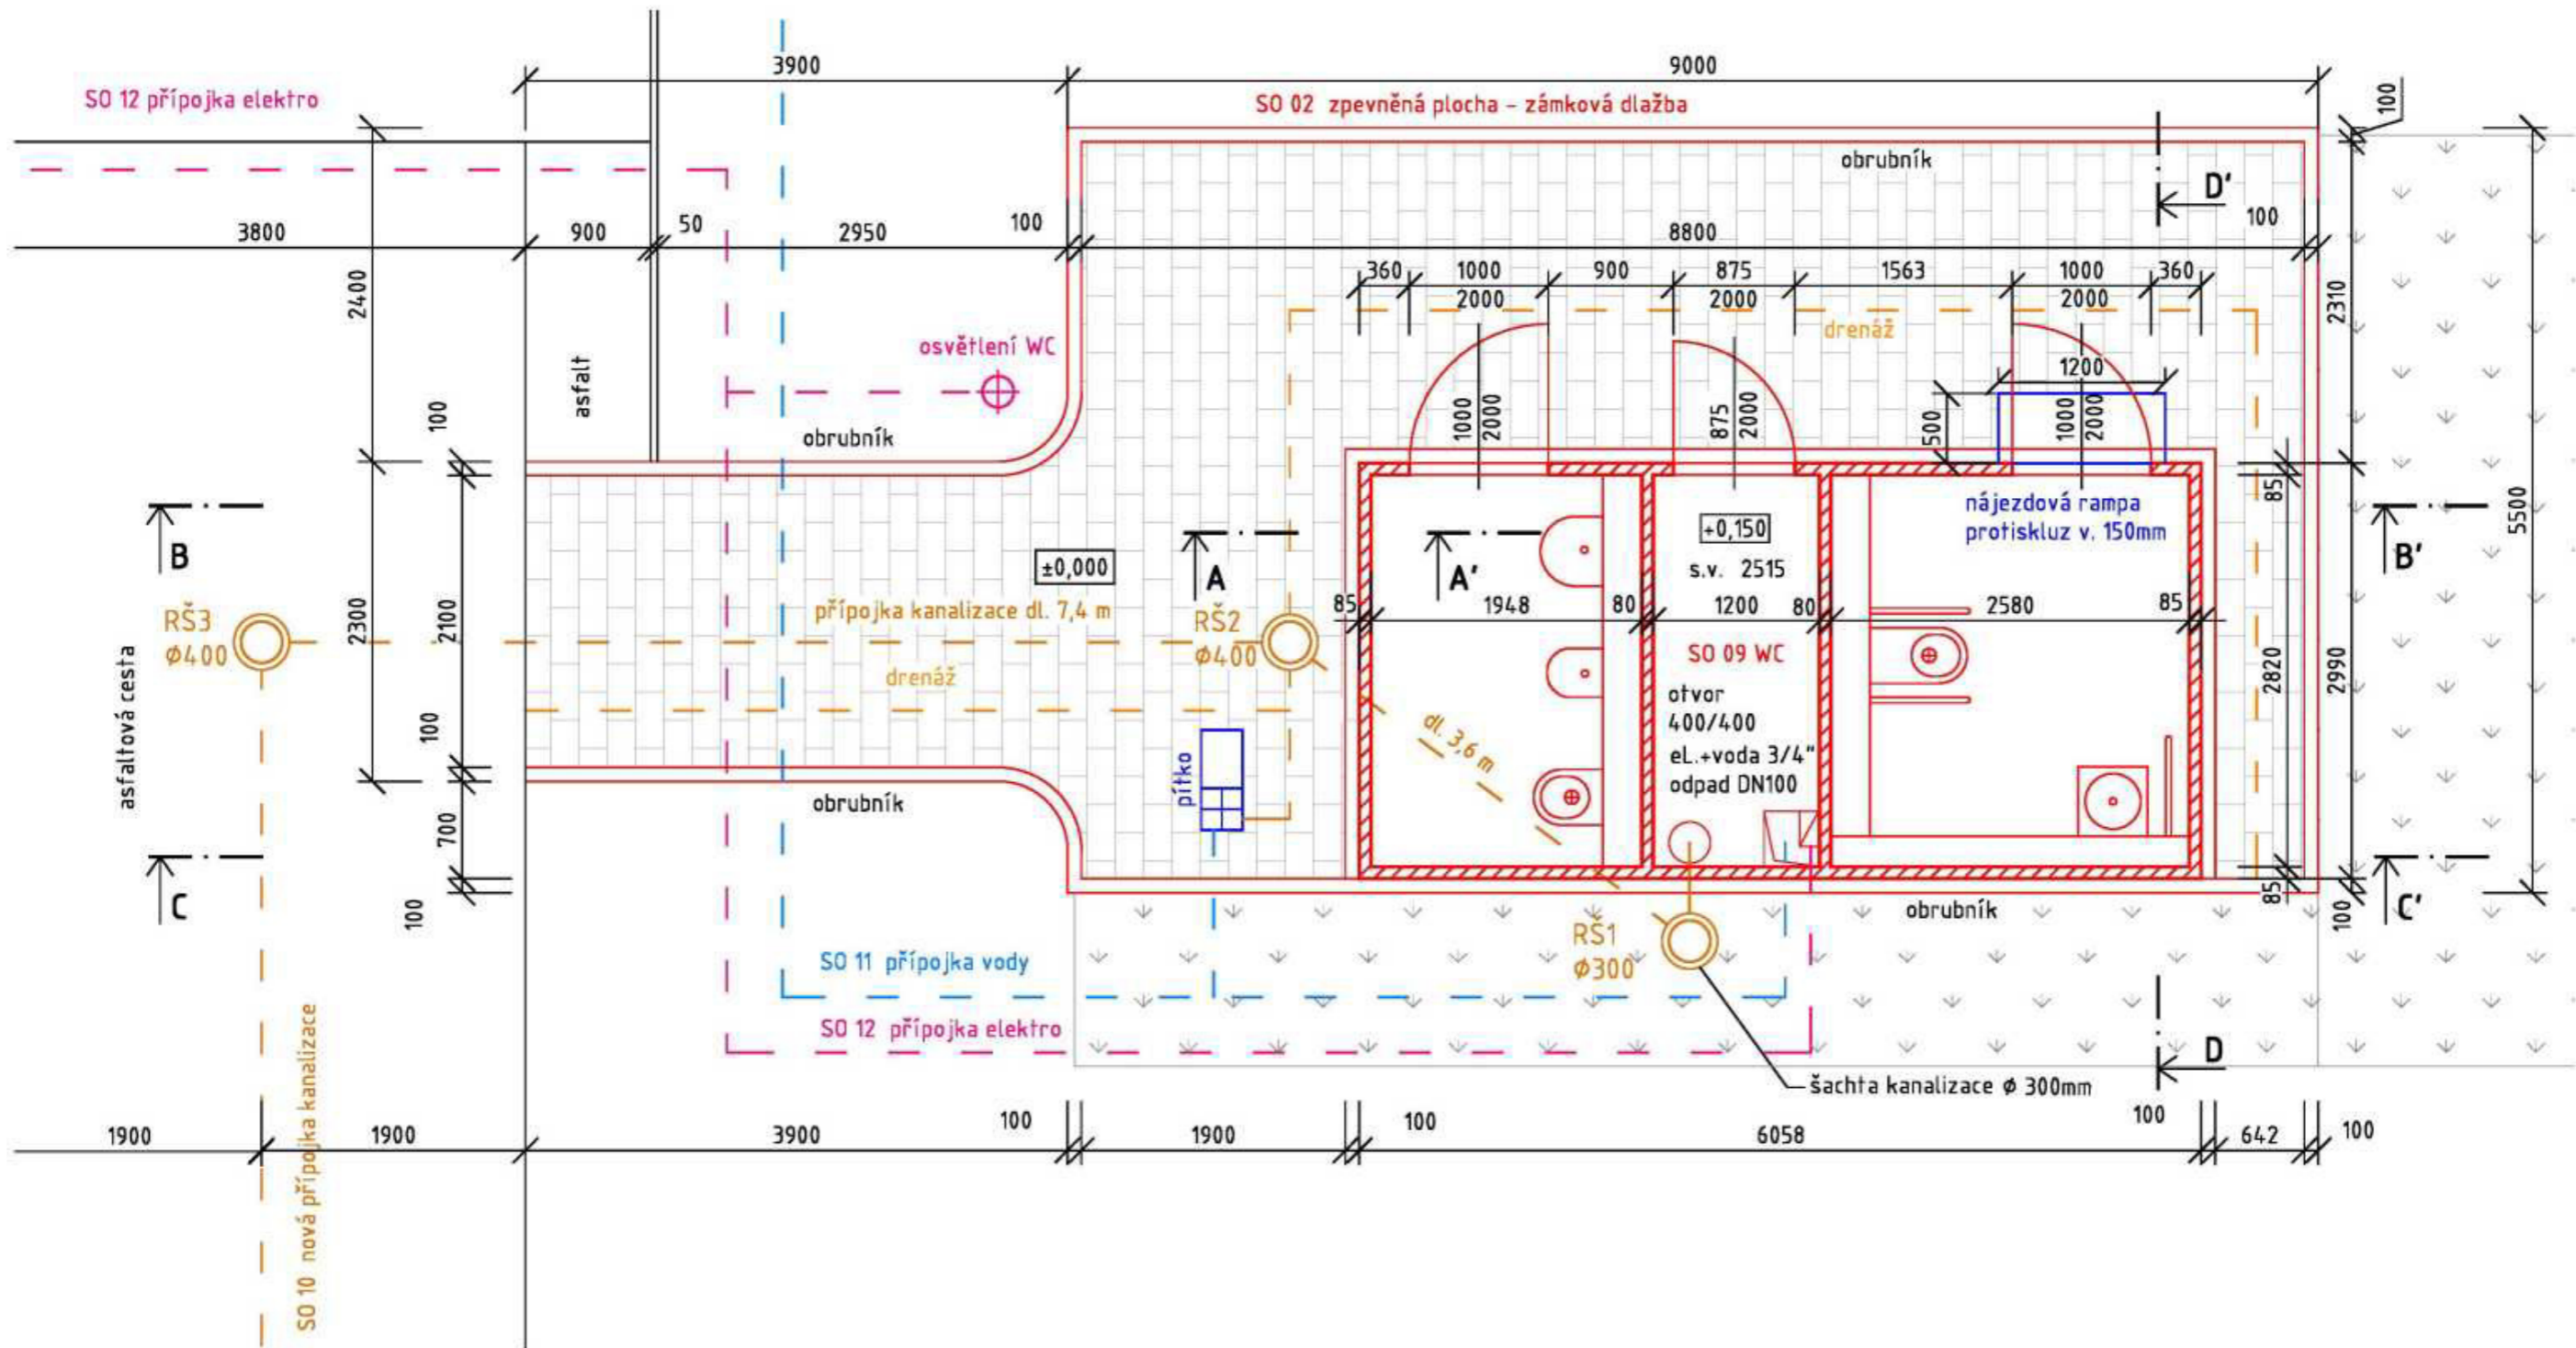 3900
9000
SO 12 přípojka elektro
SO 02 zpevněná plocha - zámková dlažba
100
obrubník
D'
3800
900
50
2950
100
8800
100
360
1000
2000
900
875
2000
1563
1000
2000
360
2400
2310
drenáž
osvětlení WC
asfalt
1200
500
1000
2000
875
2000
1000
2000
100
obrubník
85
5500
nájezdová rampa
protiskluz v. 150mm
B
A
A'
+0,150
s.v. 2515
B'
±0,000
přípojka kanalizace dl. 7,4 m
RŠ3
ϕ400
RŠ2
ϕ400
85
1948
80
1200
80
2580
85
2300
2100
drenáž
SO 09 WC
otvor
400/400
eL.+voda 3/4"
odpad DN100
2820
2990
asfaltová cesta
100
dl. 3,6 m
pítko
obrubník
700
C
100
85
100
C'
obrubník
RŠ1
ϕ300
SO 11 přípojka vody
SO 12 přípojka elektro
D
šachta kanalizace ϕ 300mm
SO 10 nová přípojka kanalizace
1900
1900
3900
100
1900
100
6058
100
642
100